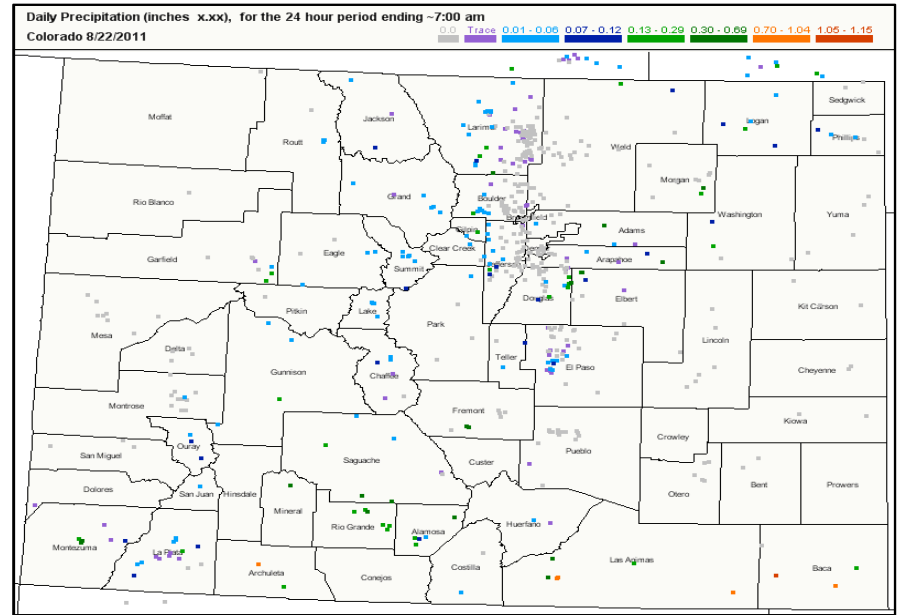 Daily Precipitation (inches x.xx), for the 24 hour period ending ~7:00 am
Colorado 8/22/2011
0.0 Trace 0.01 - 0.06 0.07 - 0.12 0.13 - 0.29 0.30 - 0.69 0.70 - 1.04 1.05 - 1.15
Sedgwick
Moffat
Jackson
Larimer
Logan
Phillips
Routt
Weld
Morgan
Rio Blanco
Grand
Boulder
Washington
Yuma
Broomfield
Gilpin
Adams
Clear Creek
Eagle
Garfield
Arapahoe
Summit
Jefferson
Douglas
Elbert
Kit Carson
Pitkin
Lake
Park
Mesa
Lincoln
Delta
Teller
El Paso
Cheyenne
Gunnison
Chaffee
Montrose
Fremont
Kiowa
Crowley
Ouray
Pueblo
San Miguel
Saguache
Custer
Bent
Prowers
Dolores
San Juan
Hinsdale
Otero
Mineral
Rio Grande
Alamosa
Huerfano
Montezuma
La Plata
Las Animas
Costilla
Baca
Archuleta
Conejos